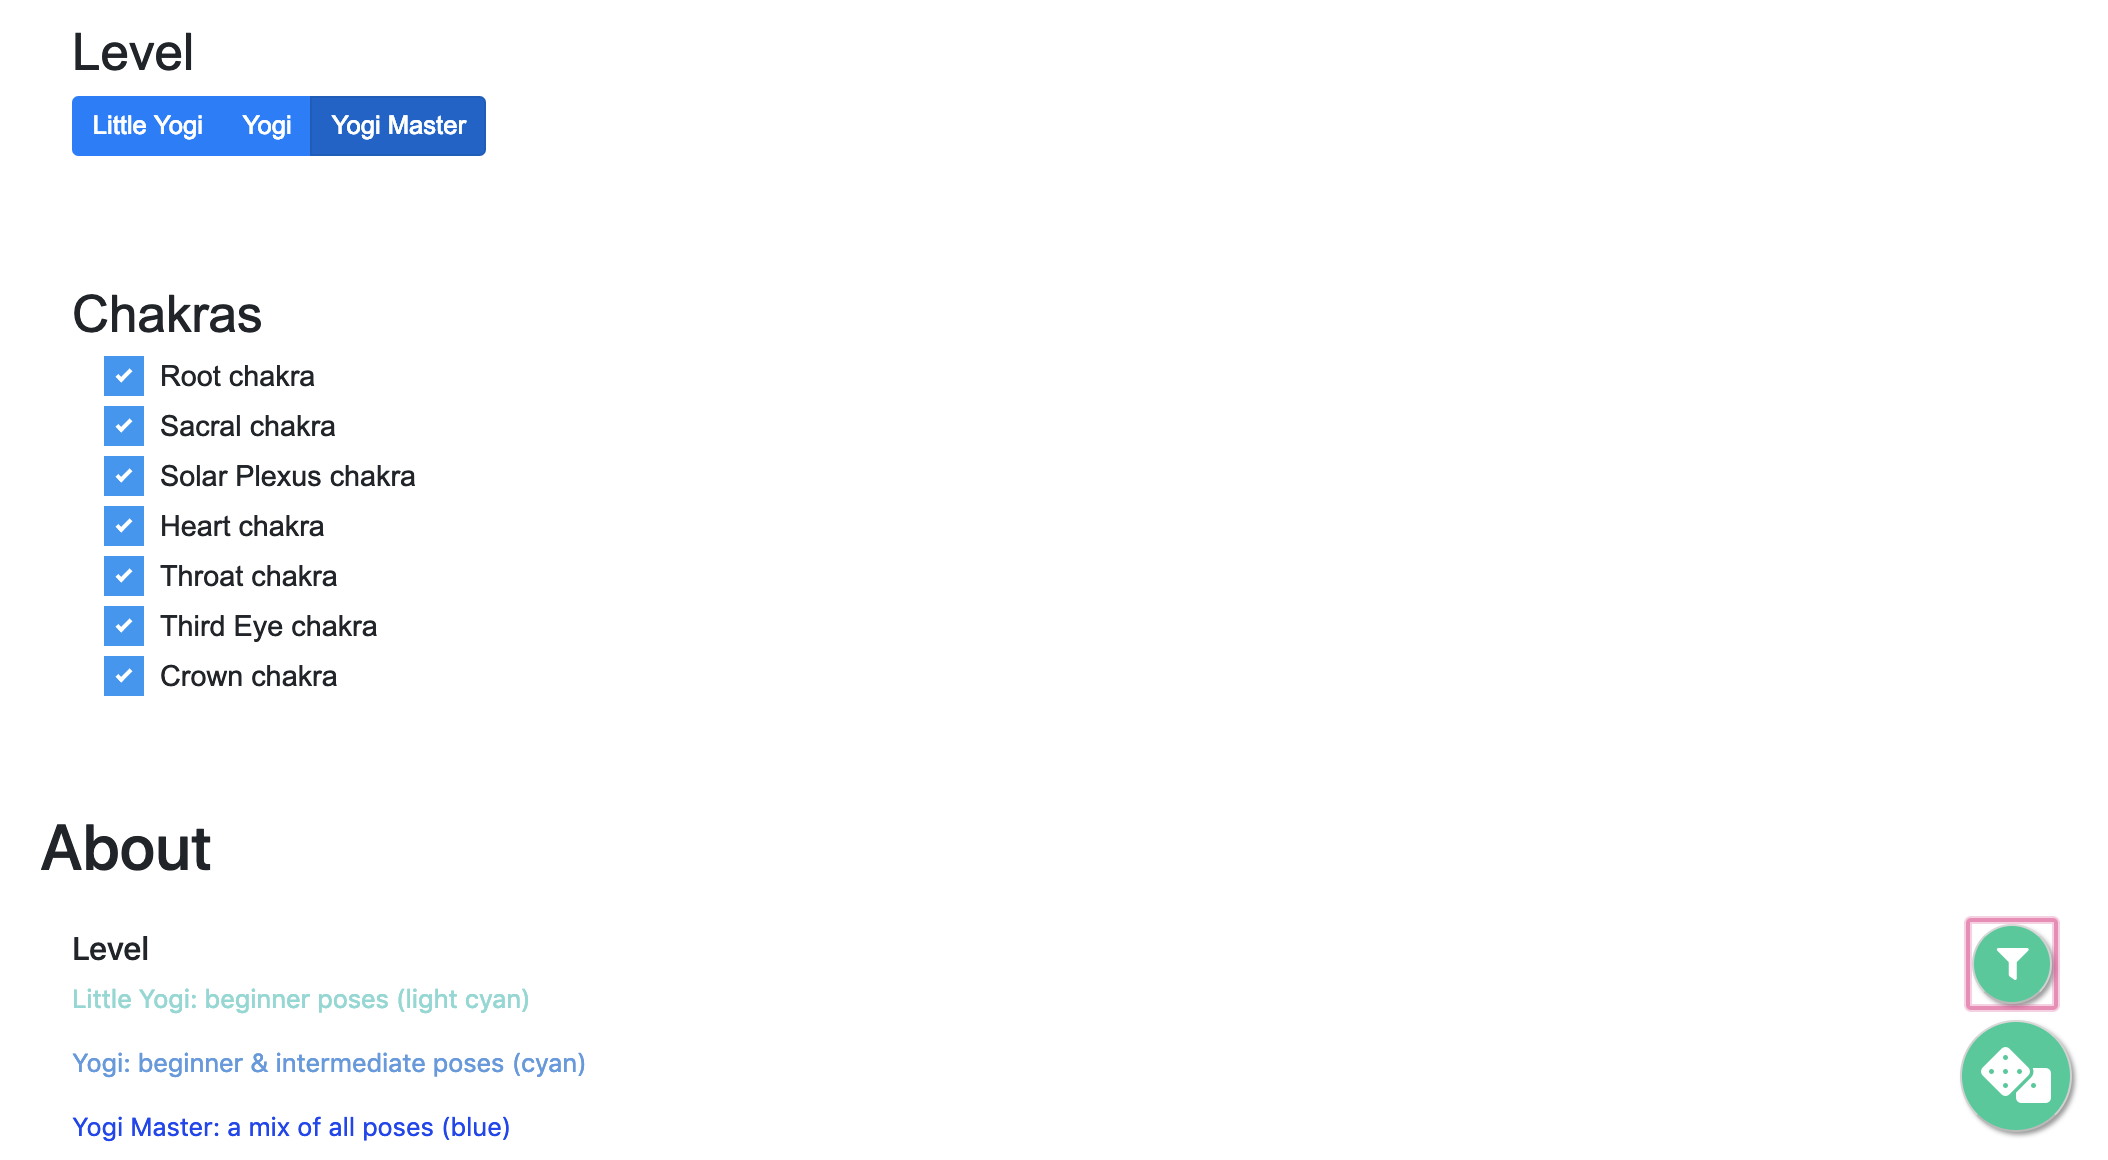 Level
Little Yogi Yogi Yogi Master
Chakras
Root chakra
Sacral chakra
Solar Plexus chakra
Heart chakra
Throat chakra
Third Eye chakra
Crown chakra
About
Level
Little Yogi: beginner poses (light cyan)
Yogi: beginner & intermediate poses (cyan)
Yogi Master: a mix of all poses (blue)